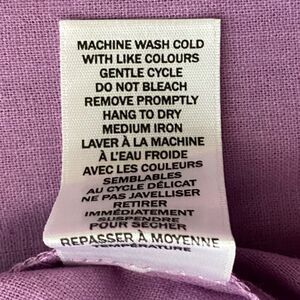 MACHINE WASH COLD
WITH LIKE COLOURS
GENTLE CYCLE
DO NOT BLEACH
REMOVE PROMPTLY
HANG TO DRY
MEDIUM IRON
LAVER À LA MACHINE
À L'EAU FROIDE
AVEC LES COULEURS
SEMBLABLES
AU CYCLE DÉLICAT
NE PAS JAVELLISER
RETIRER
IMMÉDIATEMENT
SUSPENDRE
POUR SÉCHER
REPASSER À MOYENNE
TEMPÉRATURE